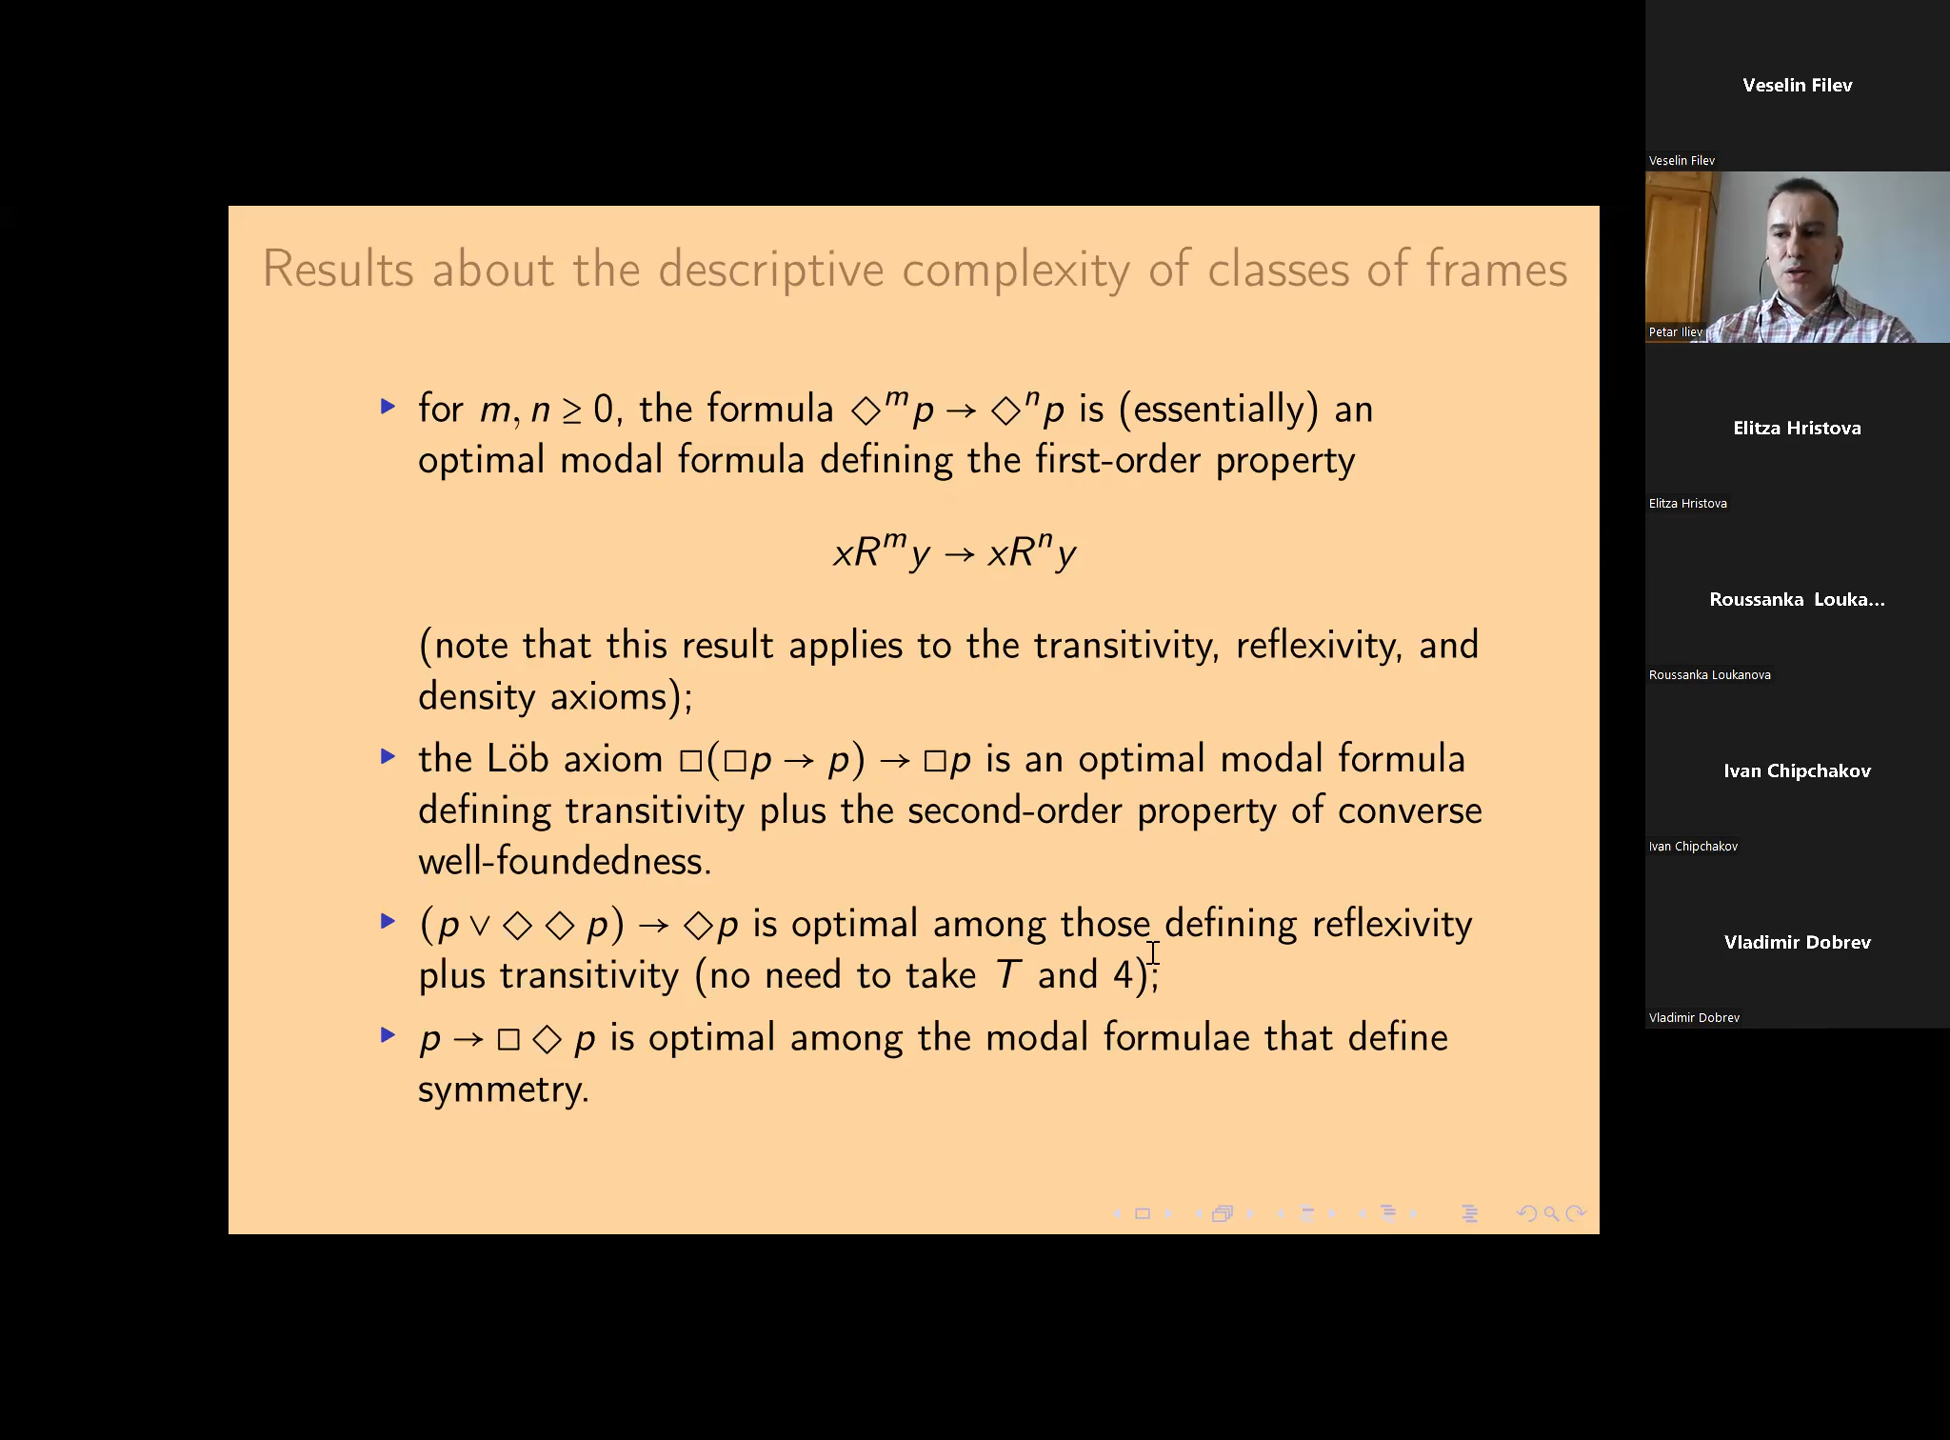 Results about the descriptive complexity of classes of frames
▶ for m, n ≥ 0, the formula ◇ᵐp → ◇ⁿp is (essentially) an
optimal modal formula defining the first-order property
xRᵐy → xRⁿy
(note that this result applies to the transitivity, reflexivity, and
density axioms);
▶ the Löb axiom □(□p → p) → □p is an optimal modal formula
defining transitivity plus the second-order property of converse
well-foundedness.
▶ (p ∨ ◇ ◇ p) → ◇p is optimal among those defining reflexivity
plus transitivity (no need to take T and 4);
▶ p → □ ◇ p is optimal among the modal formulae that define
symmetry.
Veselin Filev
Veselin Filev
Petar Iliev
Elitza Hristova
Elitza Hristova
Roussanka Louka...
Roussanka Loukanova
Ivan Chipchakov
Ivan Chipchakov
Vladimir Dobrev
Vladimir Dobrev